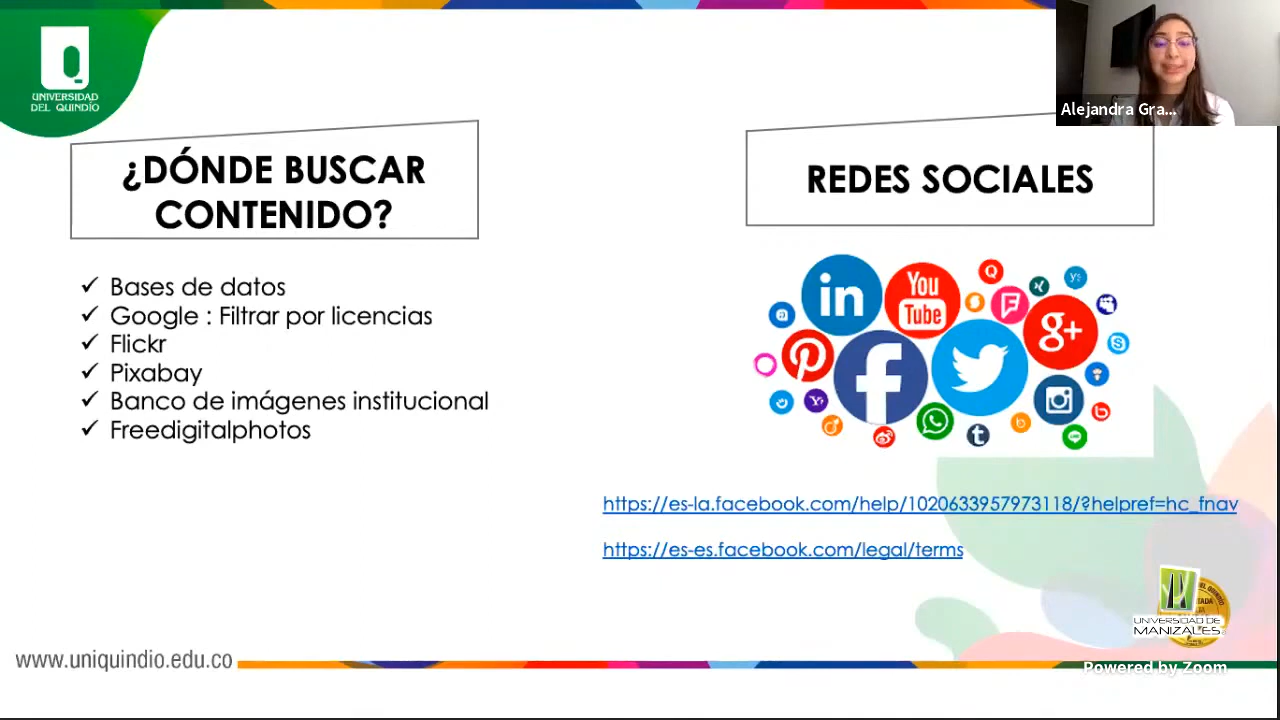 UNIVERSIDAD
DEL QUINDÍO
Alejandra Gra...
¿DÓNDE BUSCAR
CONTENIDO?
✓ Bases de datos
✓ Google : Filtrar por licencias
✓ Flickr
✓ Pixabay
✓ Banco de imágenes institucional
✓ Freedigitalphotos
REDES SOCIALES
in
You
Tube
g+
https://es-la.facebook.com/help/1020633957973118/?helpref=hc_fnav
https://es-es.facebook.com/legal/terms
UNIVERSIDAD DE
MANIZALES
www.uniquindio.edu.co
Powered by Zoom